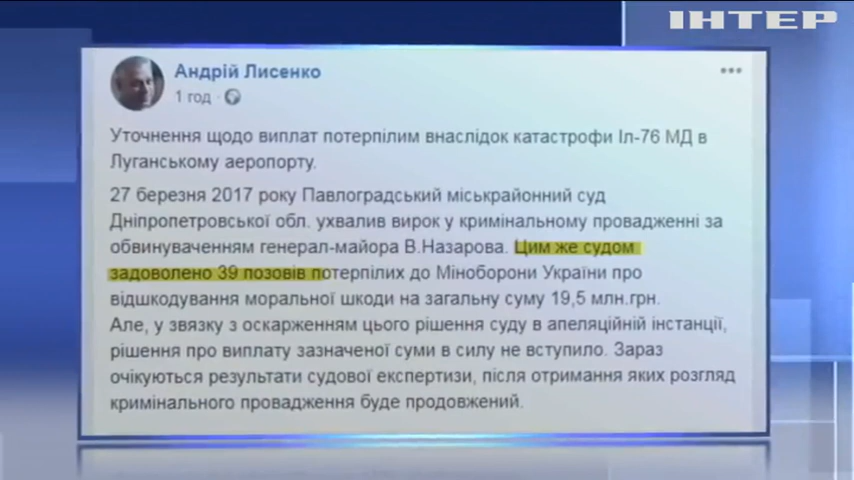 ІНТЕР
Андрій Лисенко
1 год
Уточнення щодо виплат потерпілим внаслідок катастрофи Іл-76 МД в
Луганському аеропорту.
27 березня 2017 року Павлоградський міськрайонний суд
Дніпропетровської обл. ухвалив вирок у кримінальному провадженні за
обвинуваченням генерал-майора В.Назарова. Цим же судом
задоволено 39 позовів потерпілих до Міноборони України про
відшкодування моральної шкоди на загальну суму 19,5 млн.грн.
Але, у звязку з оскарженням цього рішення суду в апеляційній інстанції,
рішення про виплату зазначеної суми в силу не вступило. Зараз
очікуються результати судової експертизи, після отримання яких розгляд
кримінального провадження буде продовжений.